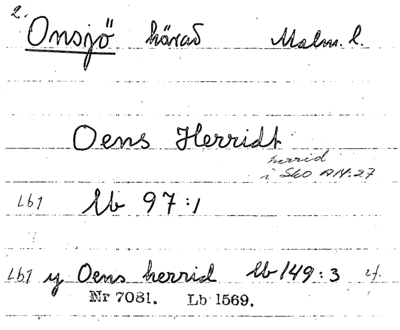 2.
Onsjö härad Malm. l.
Oens Herridt
herrid
i Sko AN:27
Lb1 Lb 97:1
Lb1 y Oens herrid Lb 149:3
Nr 7081. Lb 1569.